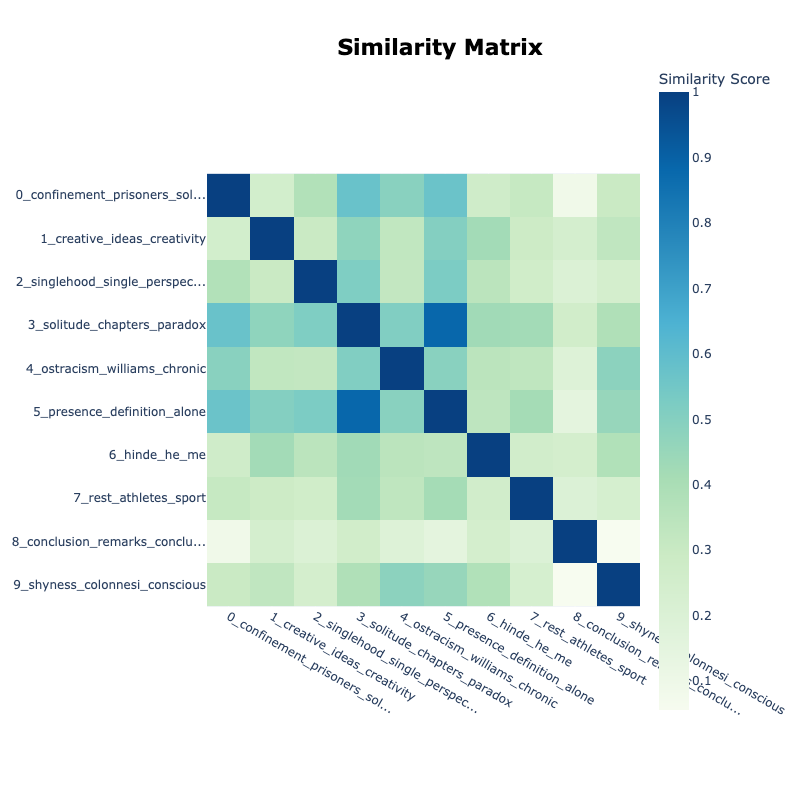 Similarity Matrix
Similarity Score
1
0.9
0.8
0.7
0.6
0.5
0.4
0.3
0.2
0.1
0_confinement_prisoners_sol...
1_creative_ideas_creativity
2_singlehood_single_perspec...
3_solitude_chapters_paradox
4_ostracism_williams_chronic
5_presence_definition_alone
6_hinde_he_me
7_rest_athletes_sport
8_conclusion_remarks_conclu...
9_shyness_colonnesi_conscious
0_confinement_prisoners_sol...
1_creative_ideas_creativity
2_singlehood_single_perspec...
3_solitude_chapters_paradox
4_ostracism_williams_chronic
5_presence_definition_alone
6_hinde_he_me
7_rest_athletes_sport
8_conclusion_remarks_conclu...
9_shyness_colonnesi_conscious